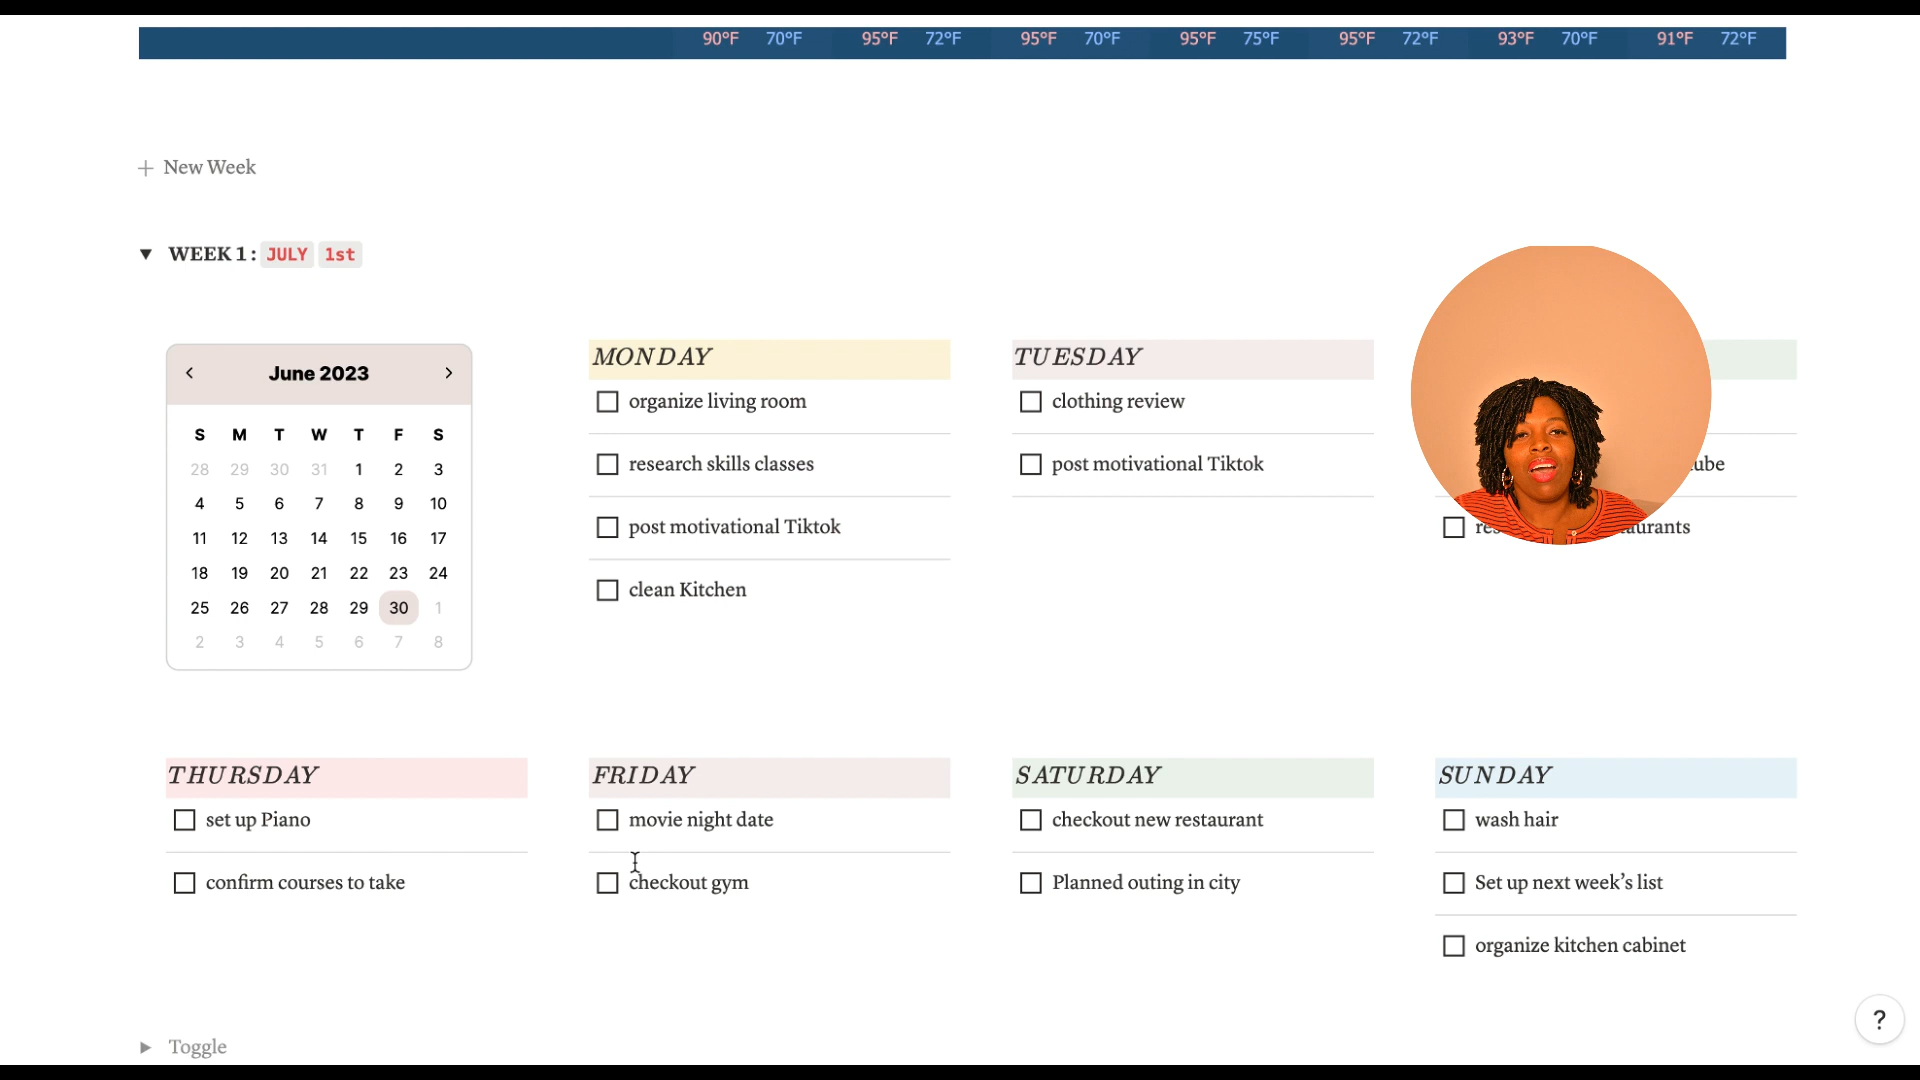 90°F 70°F 95°F 72°F 95°F 70°F 95°F 75°F 95°F 72°F 93°F 70°F 91°F 72°F
+ New Week
WEEK 1: JULY 1st
June 2023
S M T W T F S
28 29 30 31 1 2 3
4 5 6 7 8 9 10
11 12 13 14 15 16 17
18 19 20 21 22 23 24
25 26 27 28 29 30 1
2 3 4 5 6 7 8
MONDAY
organize living room
research skills classes
post motivational Tiktok
clean Kitchen
TUESDAY
clothing review
post motivational Tiktok
THURSDAY
set up Piano
confirm courses to take
FRIDAY
movie night date
checkout gym
SATURDAY
checkout new restaurant
Planned outing in city
SUNDAY
wash hair
Set up next week's list
organize kitchen cabinet
Toggle
?